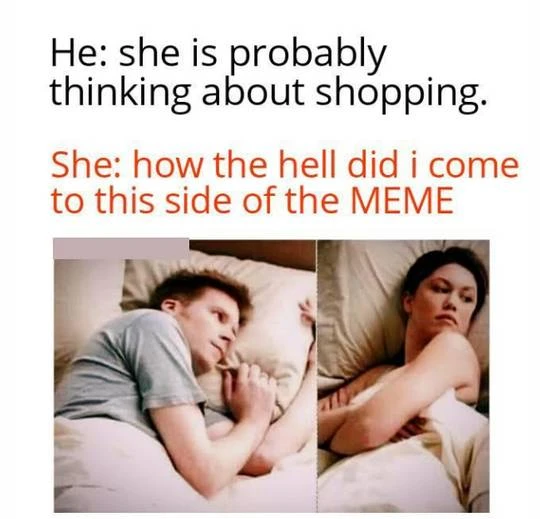 He: she is probably
thinking about shopping.
She: how the hell did i come
to this side of the MEME